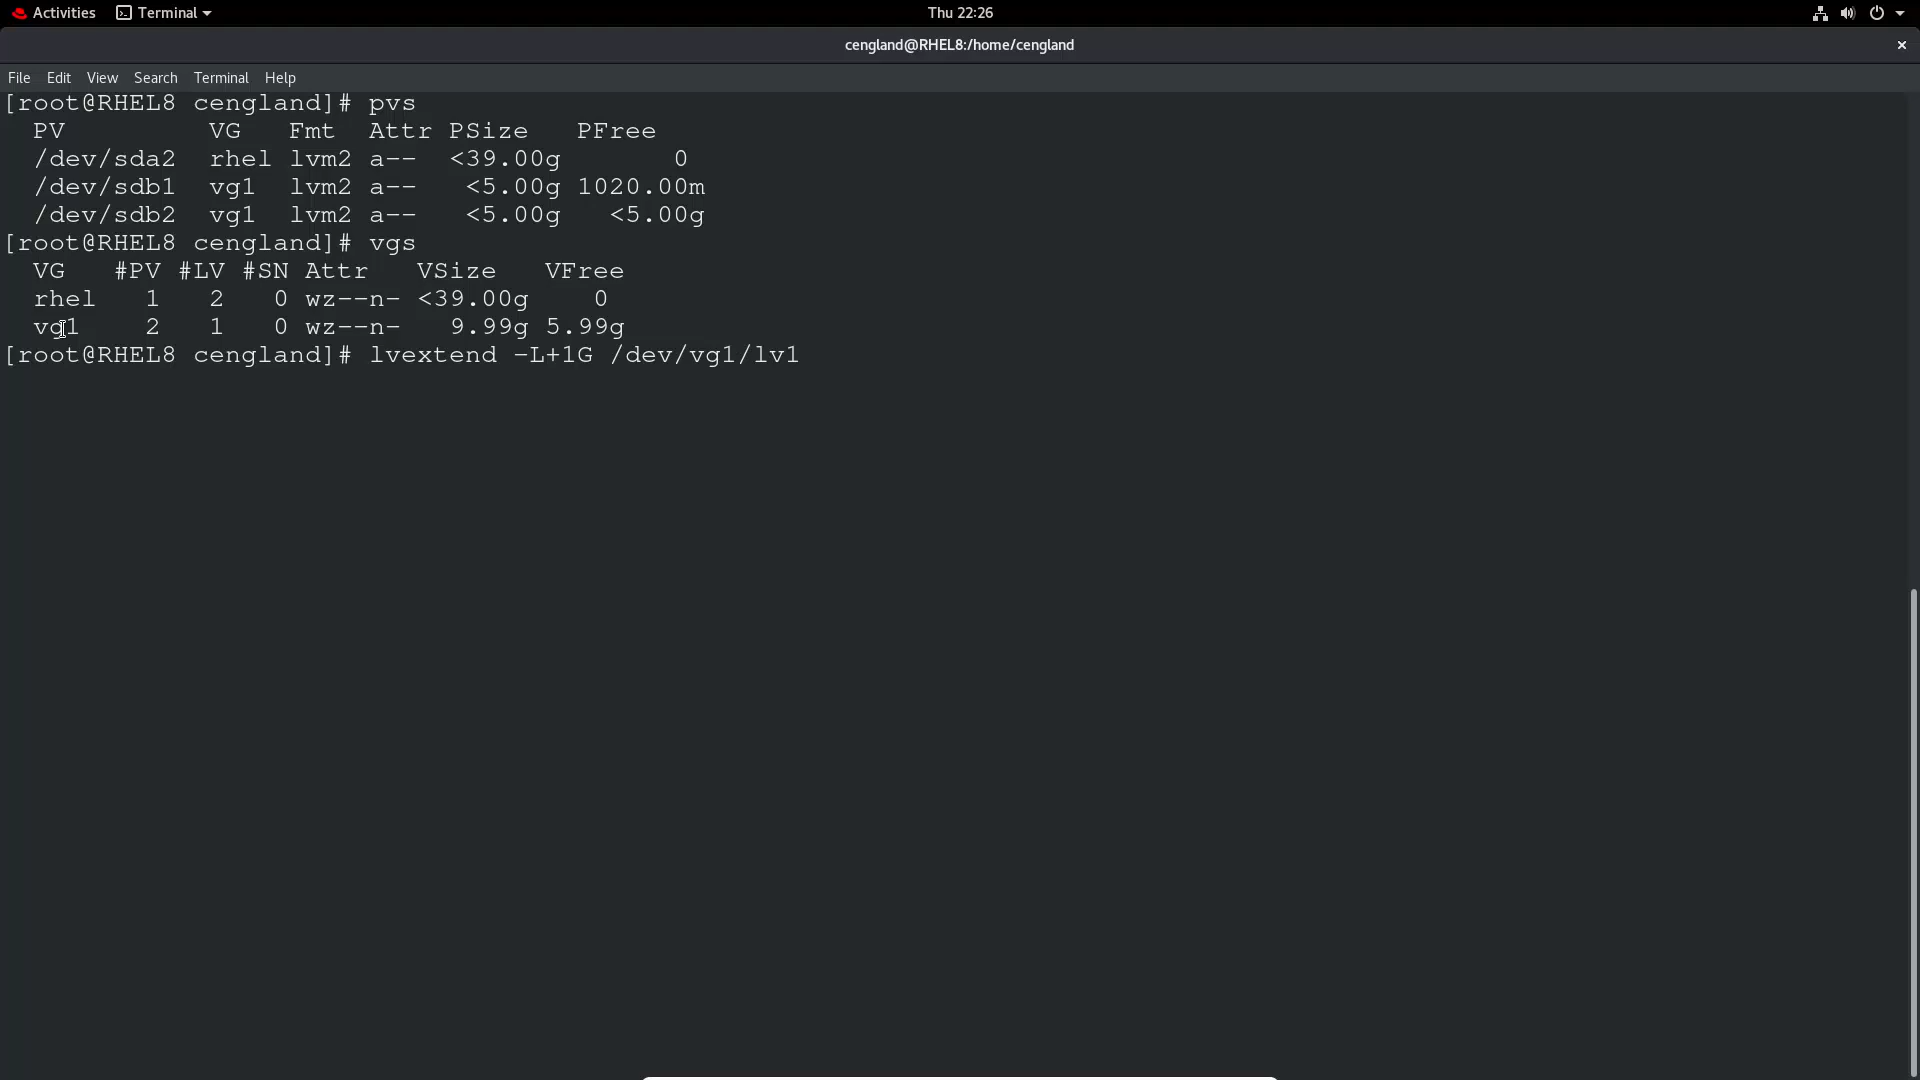 Activities Terminal Thu 22:26
cengland@RHEL8:/home/cengland ×
File Edit View Search Terminal Help
[root@RHEL8 cengland]# pvs
  PV         VG   Fmt  Attr PSize   PFree
  /dev/sda2  rhel lvm2 a--  <39.00g       0
  /dev/sdb1  vg1  lvm2 a--   <5.00g 1020.00m
  /dev/sdb2  vg1  lvm2 a--   <5.00g   <5.00g
[root@RHEL8 cengland]# vgs
  VG   #PV #LV #SN Attr   VSize   VFree
  rhel   1   2   0 wz--n- <39.00g    0
  vg1    2   1   0 wz--n-   9.99g 5.99g
[root@RHEL8 cengland]# lvextend -L+1G /dev/vg1/lv1